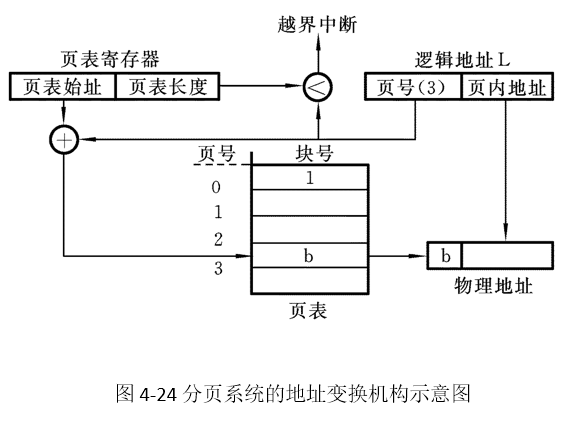 越界中断
页表寄存器
逻辑地址L
页表始址 页表长度
<
页号(3) 页内地址
+
页号 块号
0 1
1
2
b
3
b
物理地址
页表
图 4-24 分页系统的地址变换机构示意图